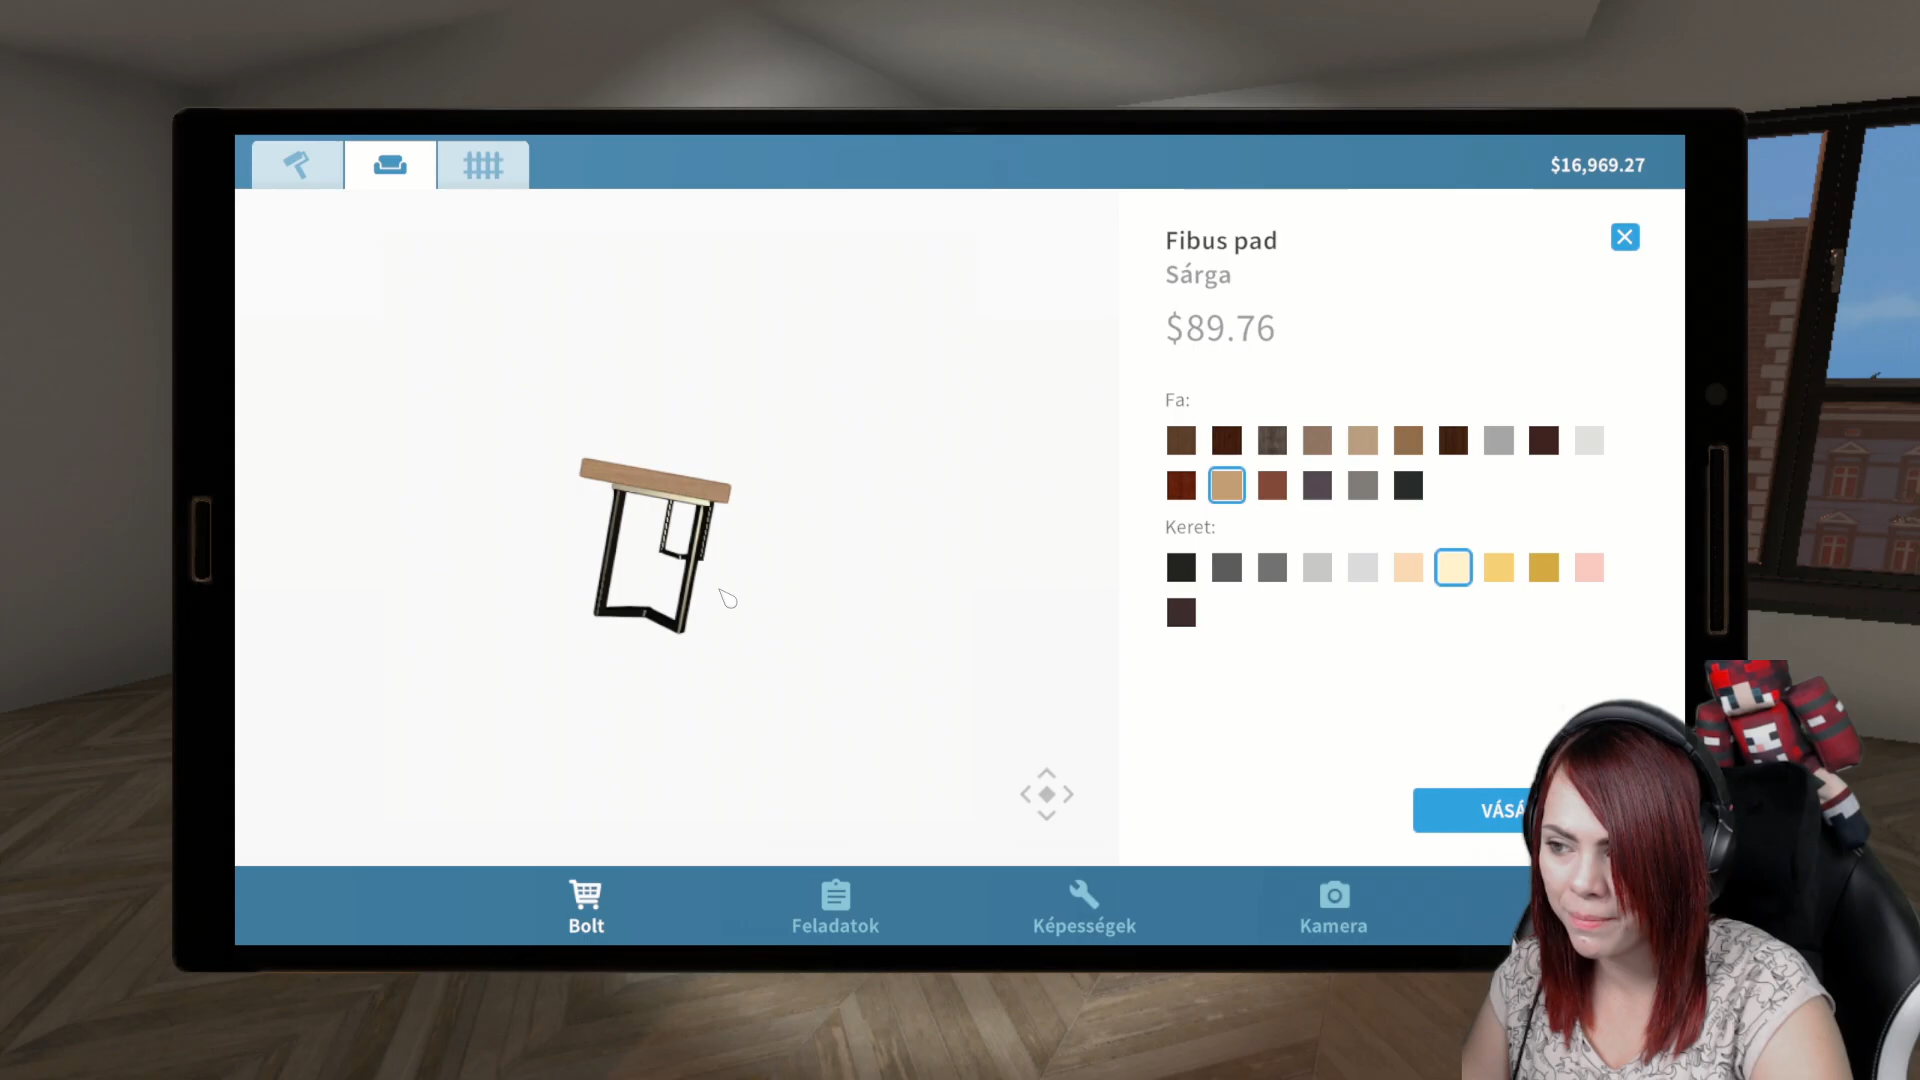 $16,969.27
Fibus pad
Sárga
$89.76
Fa:
Keret:
Bolt
Feladatok
Képességek
Kamera